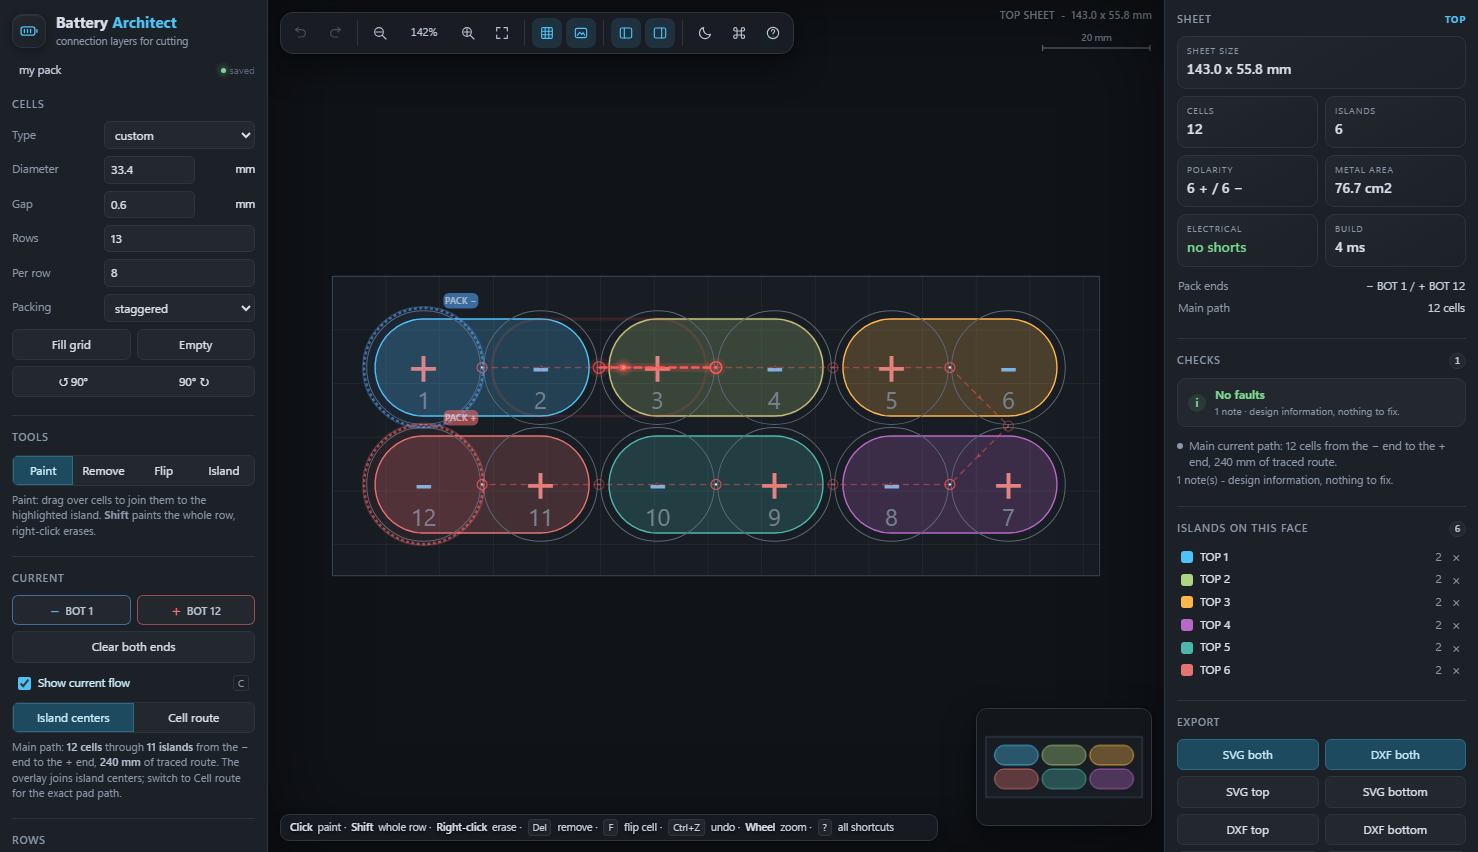 Battery Architect
connection layers for cutting
my pack
saved
CELLS
Type custom
Diameter 33.4 mm
Gap 0.6 mm
Rows 13
Per row 8
Packing staggered
Fill grid Empty
↺ 90° 90° ↻
TOOLS
Paint Remove Flip Island
Paint: drag over cells to join them to the
highlighted island. Shift paints the whole row,
right-click erases.
CURRENT
− BOT 1 + BOT 12
Clear both ends
Show current flow C
Island centers Cell route
Main path: 12 cells through 11 islands from the −
end to the + end, 240 mm of traced route. The
overlay joins island centers; switch to Cell route
for the exact pad path.
ROWS
142%
TOP SHEET - 143.0 x 55.8 mm
20 mm
PACK −
+ − + − + −
1 2 3 4 5 6
PACK +
− + − + − +
12 11 10 9 8 7
Click paint · Shift whole row · Right-click erase · Del remove · F flip cell · Ctrl+Z undo · Wheel zoom · ? all shortcuts
SHEET TOP
SHEET SIZE
143.0 x 55.8 mm
CELLS
12
ISLANDS
6
POLARITY
6 + / 6 −
METAL AREA
76.7 cm2
ELECTRICAL
no shorts
BUILD
4 ms
Pack ends − BOT 1 / + BOT 12
Main path 12 cells
CHECKS 1
i
No faults
1 note · design information, nothing to fix.
Main current path: 12 cells from the − end to the +
end, 240 mm of traced route.
1 note(s) - design information, nothing to fix.
ISLANDS ON THIS FACE 6
TOP 1 2 ×
TOP 2 2 ×
TOP 3 2 ×
TOP 4 2 ×
TOP 5 2 ×
TOP 6 2 ×
EXPORT
SVG both DXF both
SVG top SVG bottom
DXF top DXF bottom